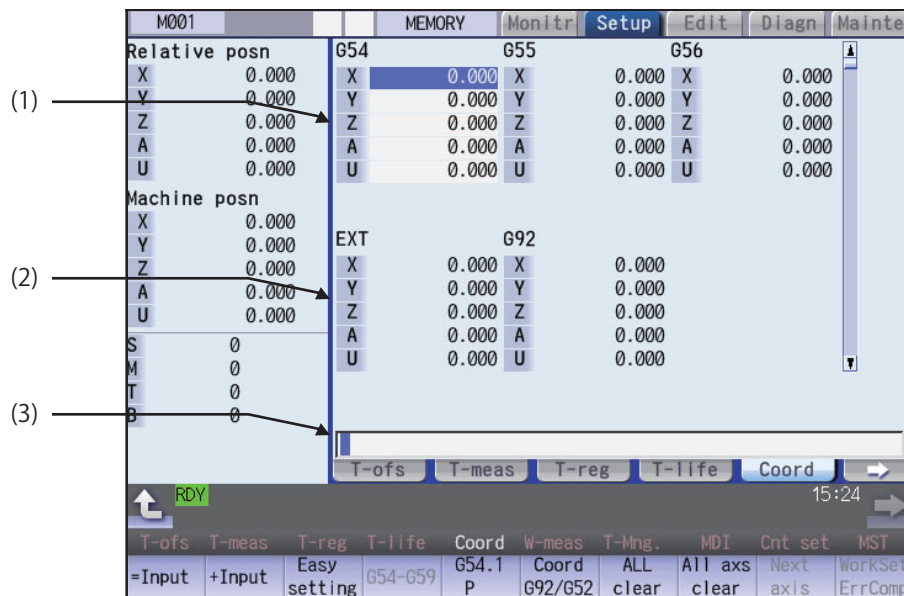 M001 MEMORY Monitr Setup Edit Diagn Mainte
Relative posn
X 0.000
Y 0.000
Z 0.000
A 0.000
U 0.000
Machine posn
X 0.000
Y 0.000
Z 0.000
A 0.000
U 0.000
S 0
M 0
T 0
B 0
G54 G55 G56
X 0.000 X 0.000 X 0.000
Y 0.000 Y 0.000 Y 0.000
Z 0.000 Z 0.000 Z 0.000
A 0.000 A 0.000 A 0.000
U 0.000 U 0.000 U 0.000
EXT G92
X 0.000 X 0.000
Y 0.000 Y 0.000
Z 0.000 Z 0.000
A 0.000 A 0.000
U 0.000 U 0.000
(1)
(2)
(3)
T-ofs T-meas T-reg T-life Coord
RDY 15:24
T-ofs T-meas T-reg T-life Coord W-meas T-Mng. MDI Cnt set MST
=Input +Input Easy setting G54-G59 G54.1 P Coord G92/G52 ALL clear All axs clear Next axis WorkSet ErrComp